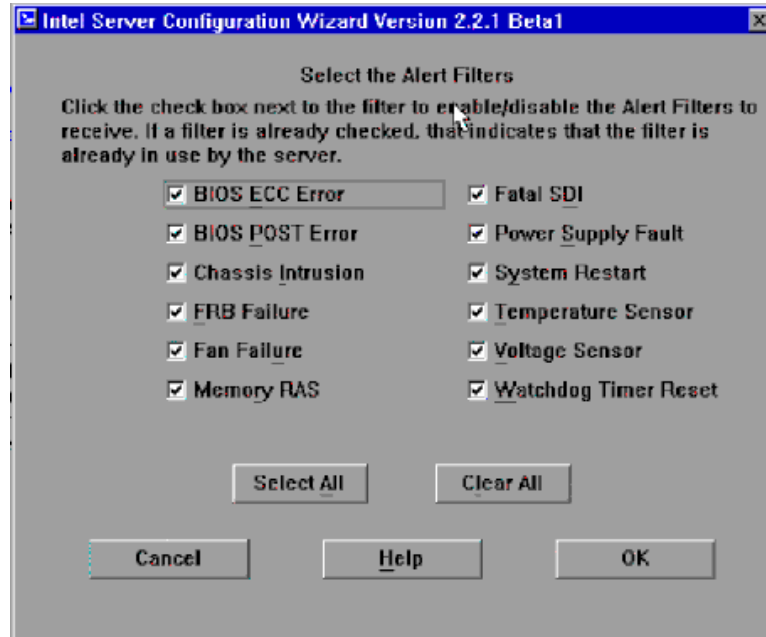 Intel Server Configuration Wizard Version 2.2.1 Beta1
Select the Alert Filters
Click the check box next to the filter to enable/disable the Alert Filters to
receive. If a filter is already checked, that indicates that the filter is
already in use by the server.
BIOS ECC Error
BIOS POST Error
Chassis Intrusion
FRB Failure
Fan Failure
Memory RAS
Fatal SDI
Power Supply Fault
System Restart
Temperature Sensor
Voltage Sensor
Watchdog Timer Reset
Select All
Clear All
Cancel
Help
OK